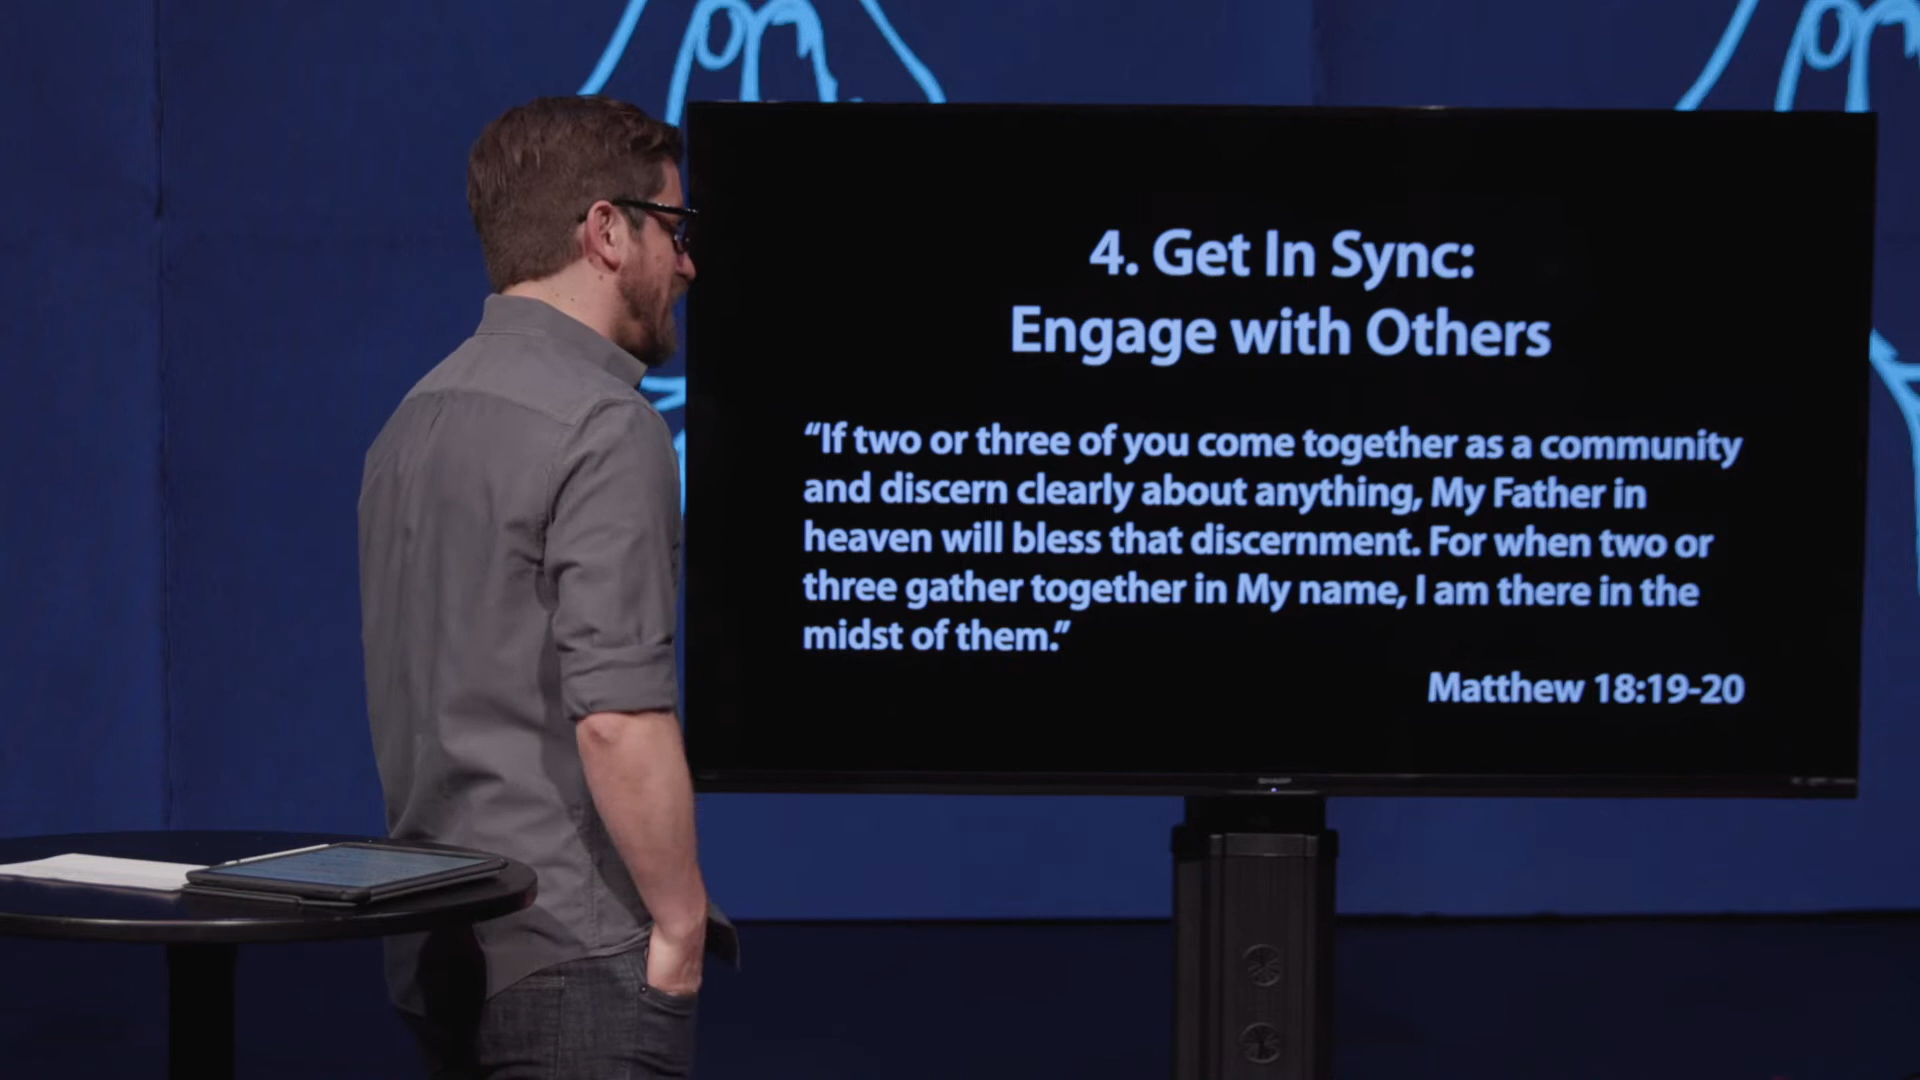 4. Get In Sync:
Engage with Others
“If two or three of you come together as a community
and discern clearly about anything, My Father in
heaven will bless that discernment. For when two or
three gather together in My name, I am there in the
midst of them.”
Matthew 18:19-20
SHARP